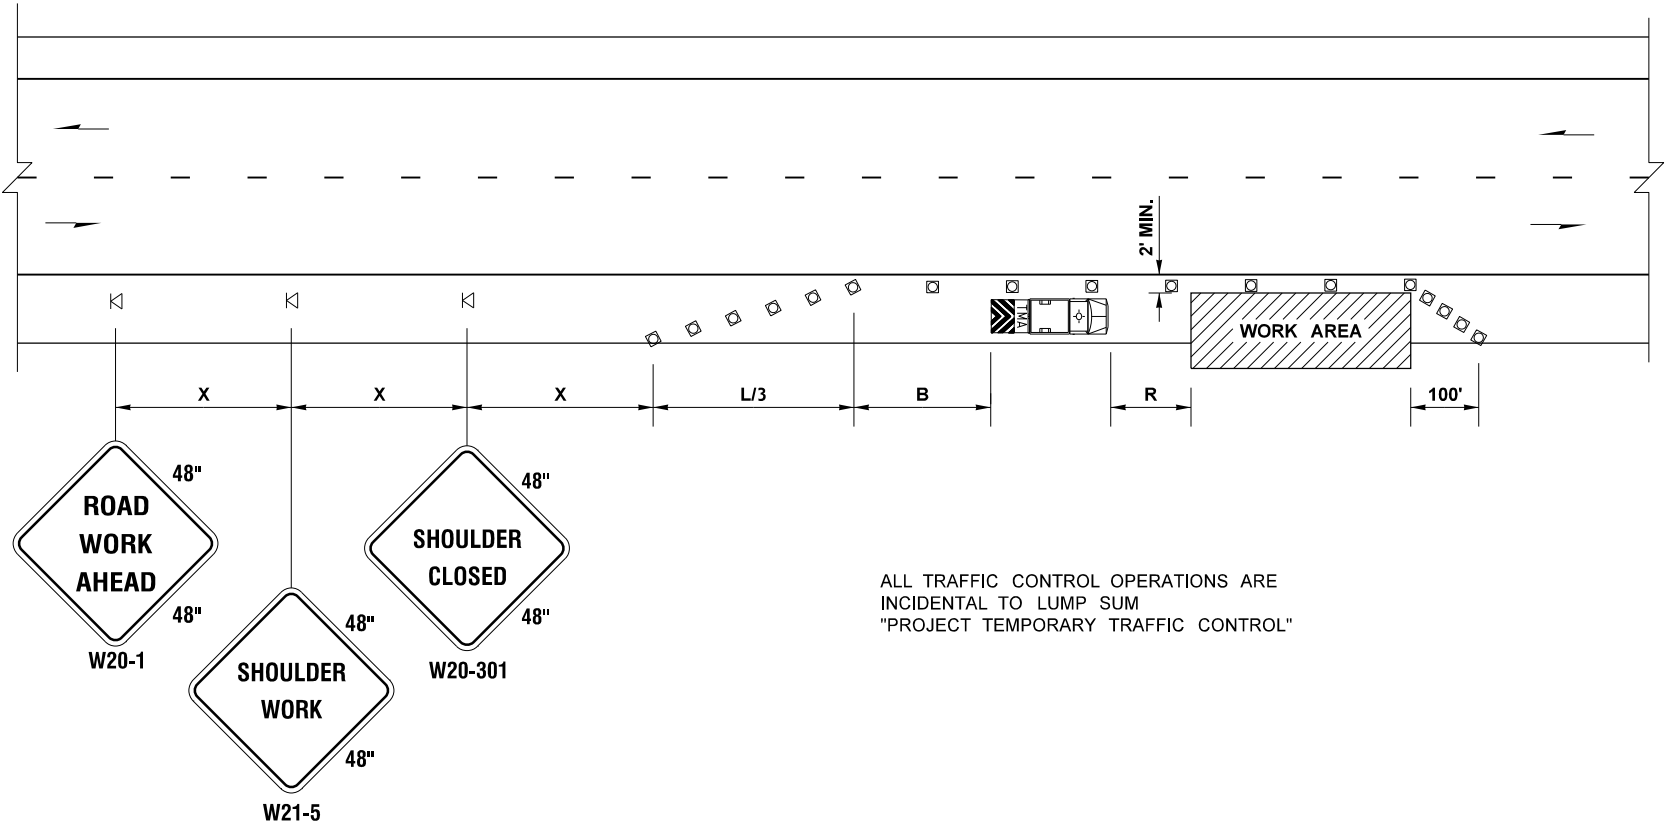 2' MIN.
TMA
WORK AREA
X
X
X
L/3
B
R
100'
48"
ROAD
WORK
AHEAD
48"
W20-1
48"
SHOULDER
WORK
48"
W21-5
48"
SHOULDER
CLOSED
48"
W20-301
ALL TRAFFIC CONTROL OPERATIONS ARE
INCIDENTAL TO LUMP SUM
"PROJECT TEMPORARY TRAFFIC CONTROL"